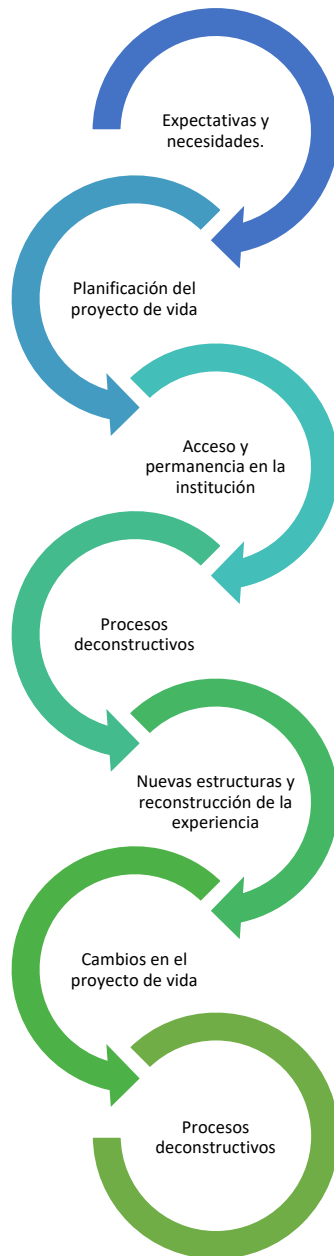 Expectativas y
necesidades.
Planificación del
proyecto de vida
Acceso y
permanencia en la
institución
Procesos
deconstructivos
Nuevas estructuras y
reconstrucción de la
experiencia
Cambios en el
proyecto de vida
Procesos
deconstructivos